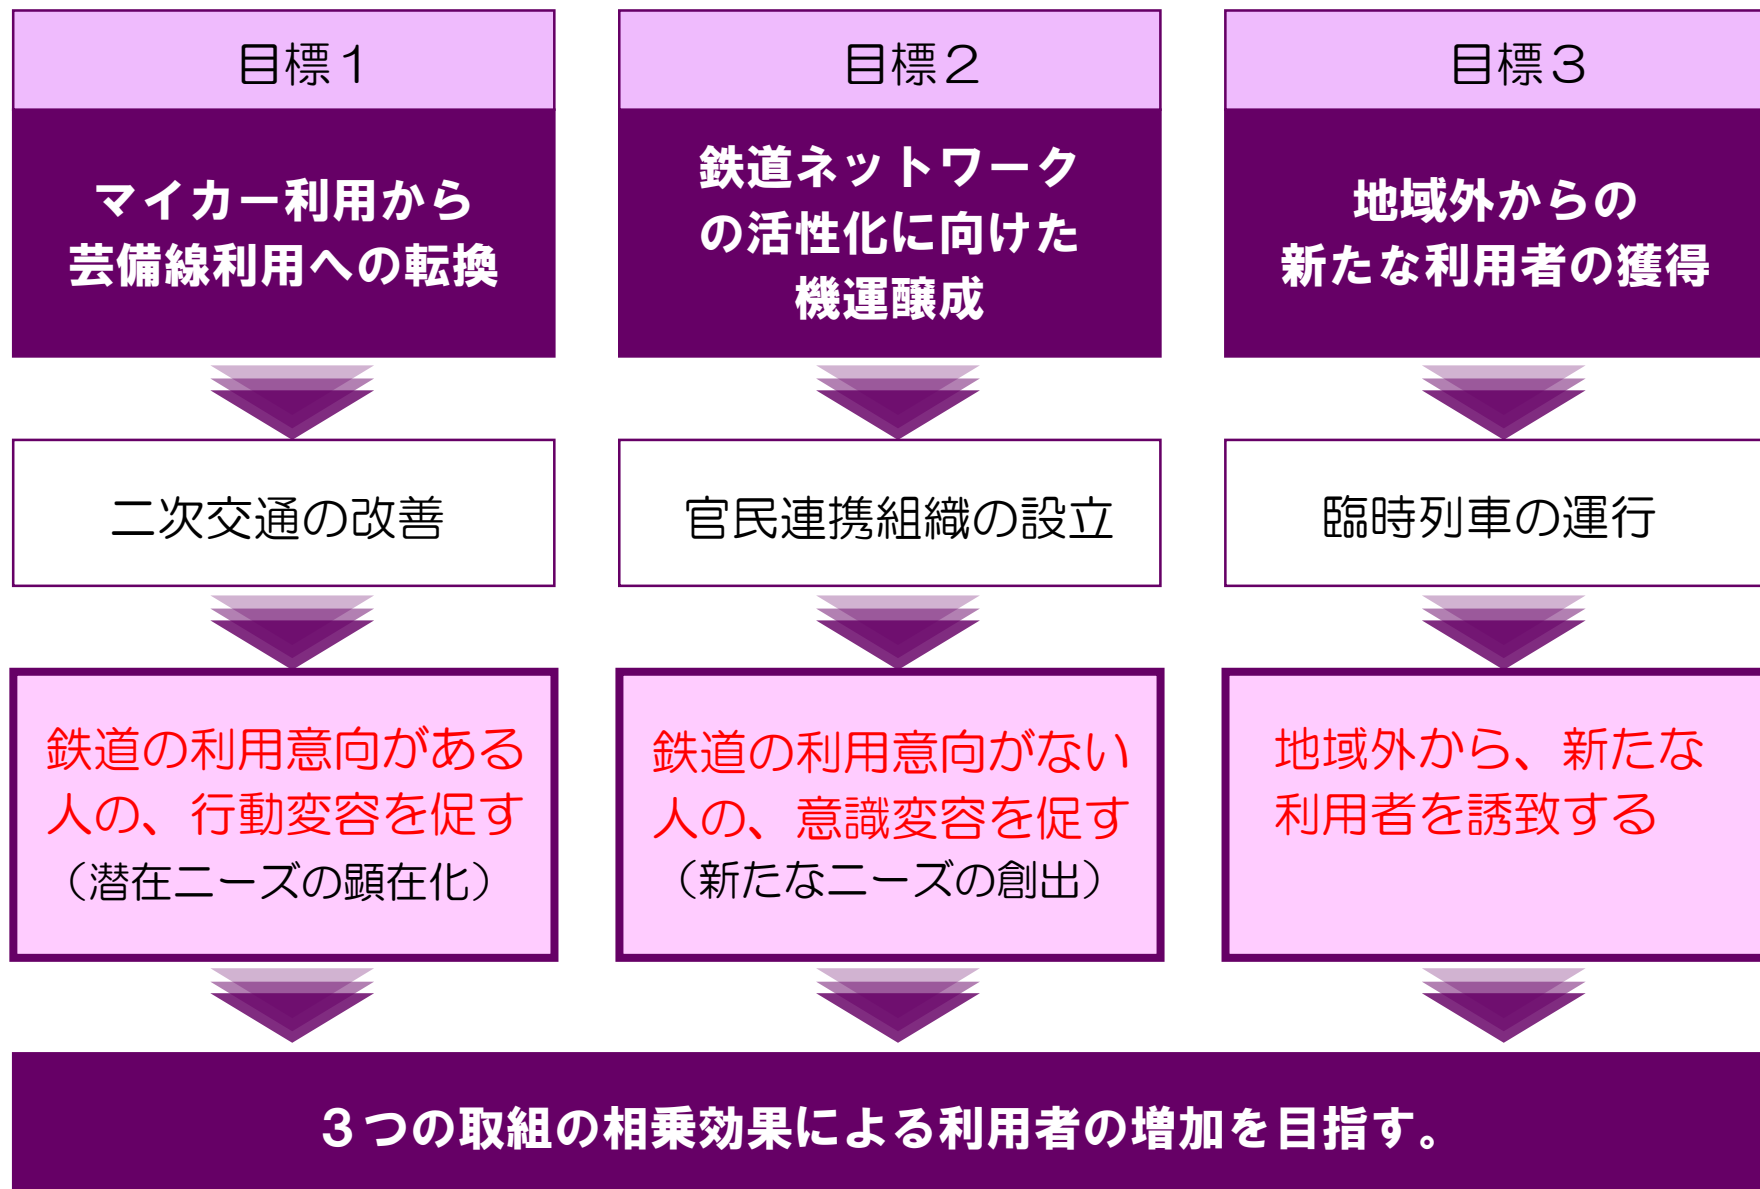 目標１
マイカー利用から
芸備線利用への転換
二次交通の改善
鉄道の利用意向がある
人の、行動変容を促す
（潜在ニーズの顕在化）
目標２
鉄道ネットワーク
の活性化に向けた
機運醸成
官民連携組織の設立
鉄道の利用意向がない
人の、意識変容を促す
（新たなニーズの創出）
目標３
地域外からの
新たな利用者の獲得
臨時列車の運行
地域外から、新たな
利用者を誘致する
３つの取組の相乗効果による利用者の増加を目指す。